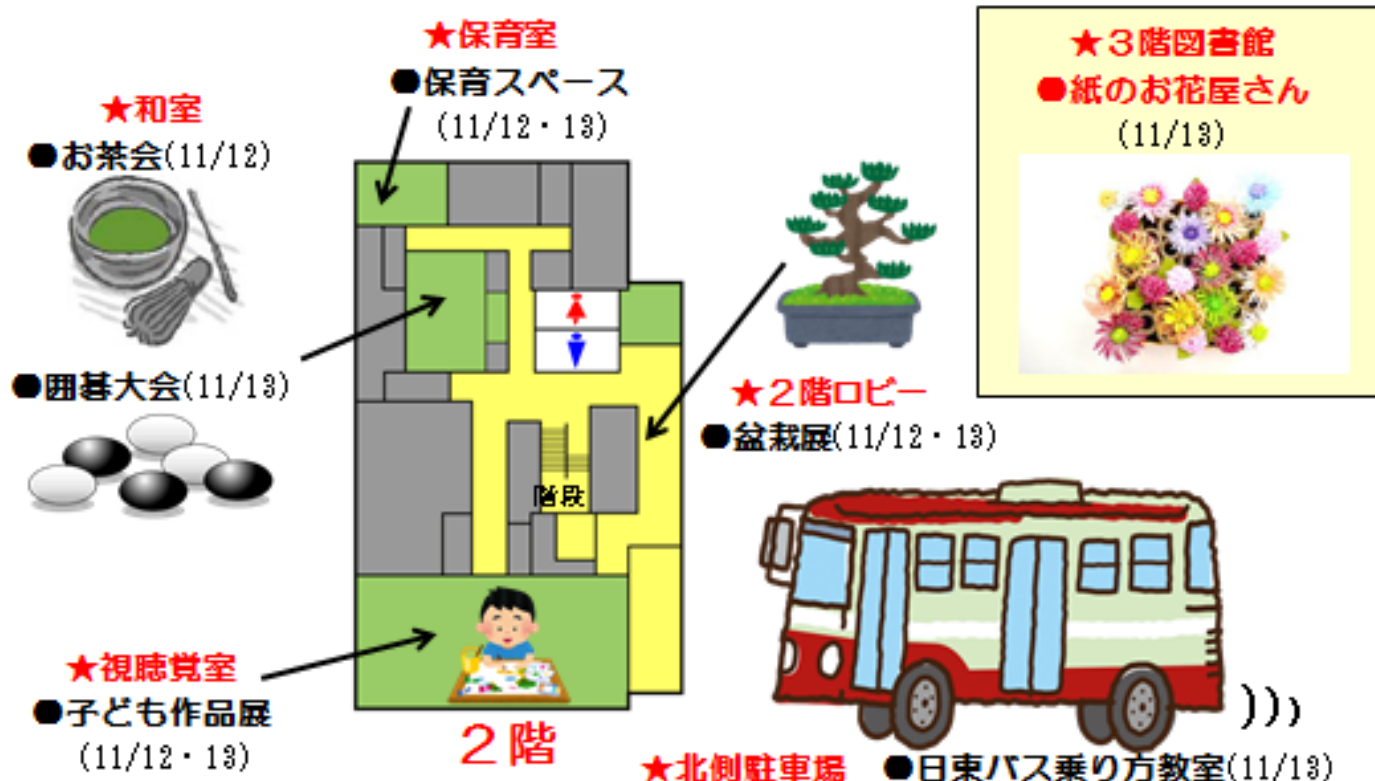 ★保育室
●保育スペース
(11/12・13)
★和室
●お茶会(11/12)
●囲碁大会(11/13)
★3階図書館
●紙のお花屋さん
(11/13)
★2階ロビー
●盆栽展(11/12・13)
階段
★視聴覚室
●子ども作品展
(11/12・13)
2階
★北側駐車場 ●日東バス乗り方教室(11/13)